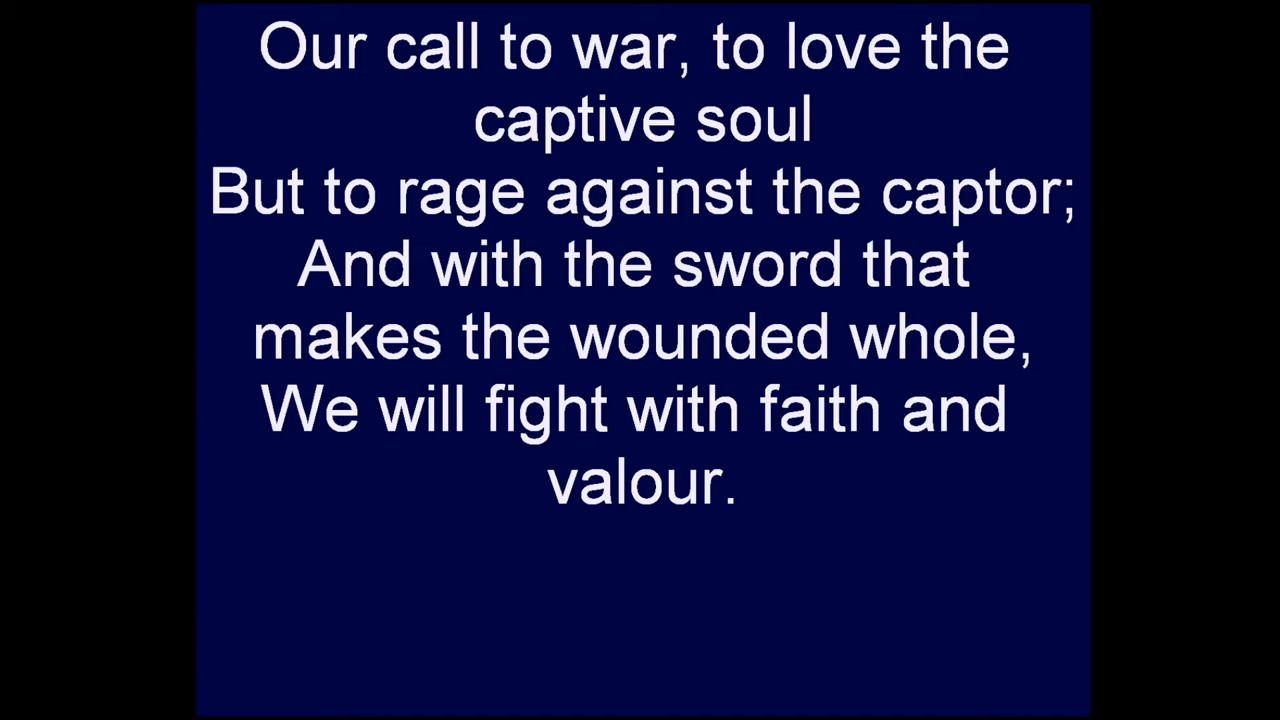 Our call to war, to love the
captive soul
But to rage against the captor;
And with the sword that
makes the wounded whole,
We will fight with faith and
valour.